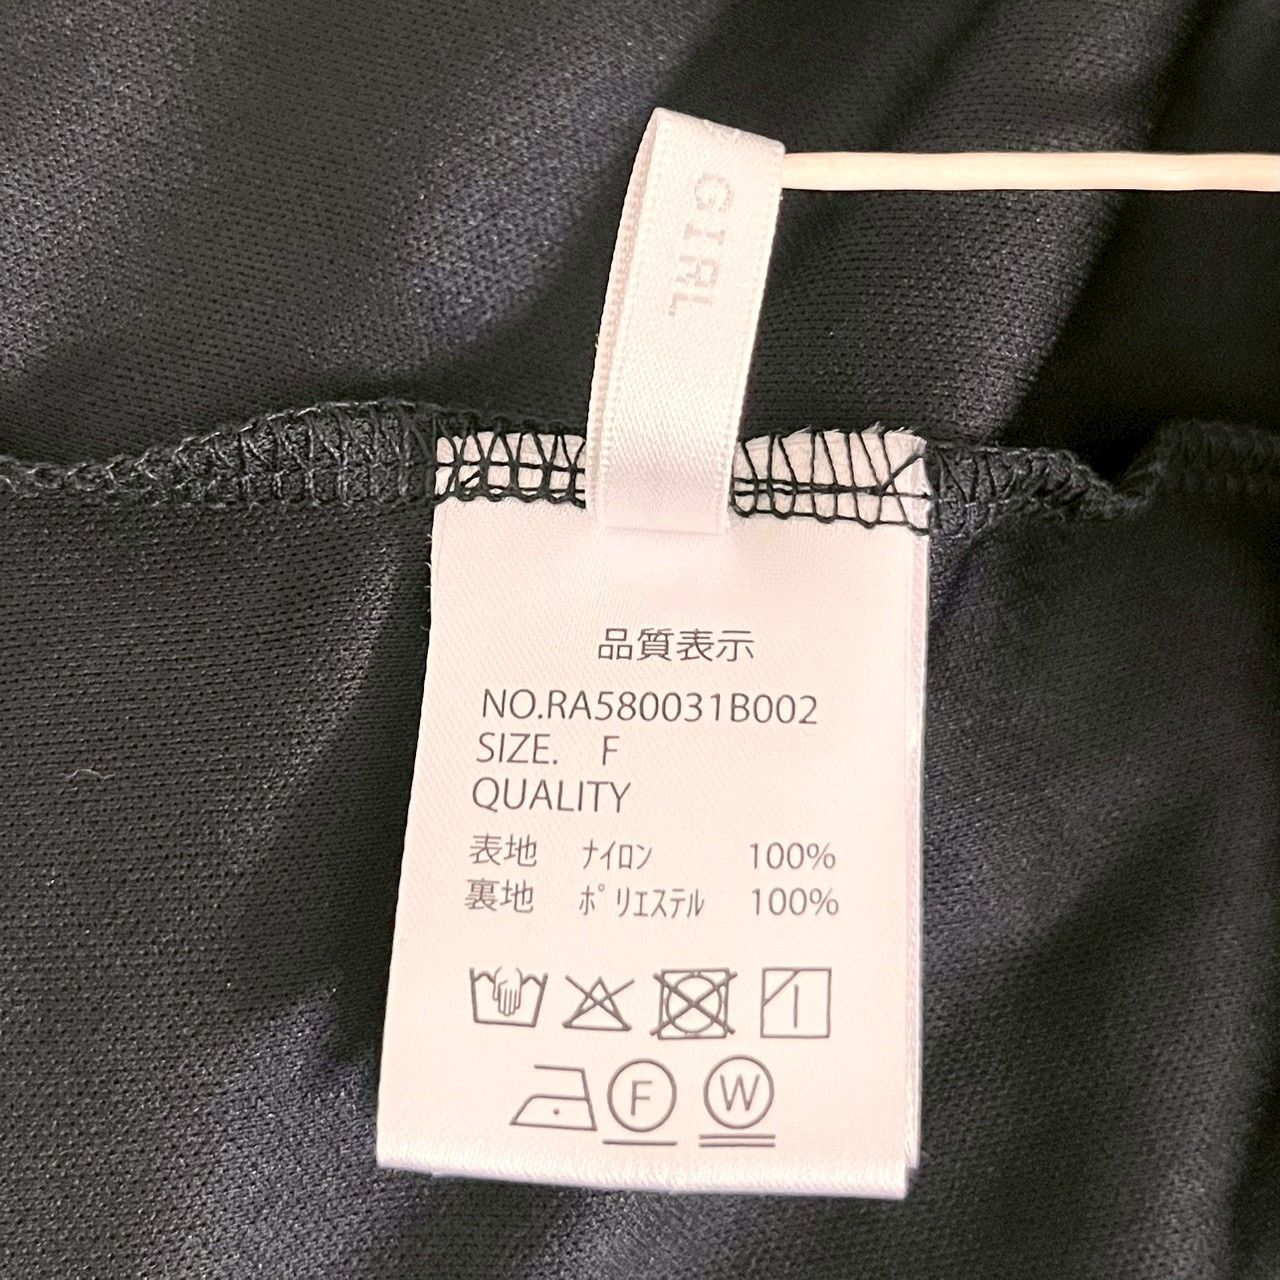 GIRL
品質表示
NO.RA580031B002
SIZE. F
QUALITY
表地 ナイロン 100%
裏地 ポリエステル 100%
F W